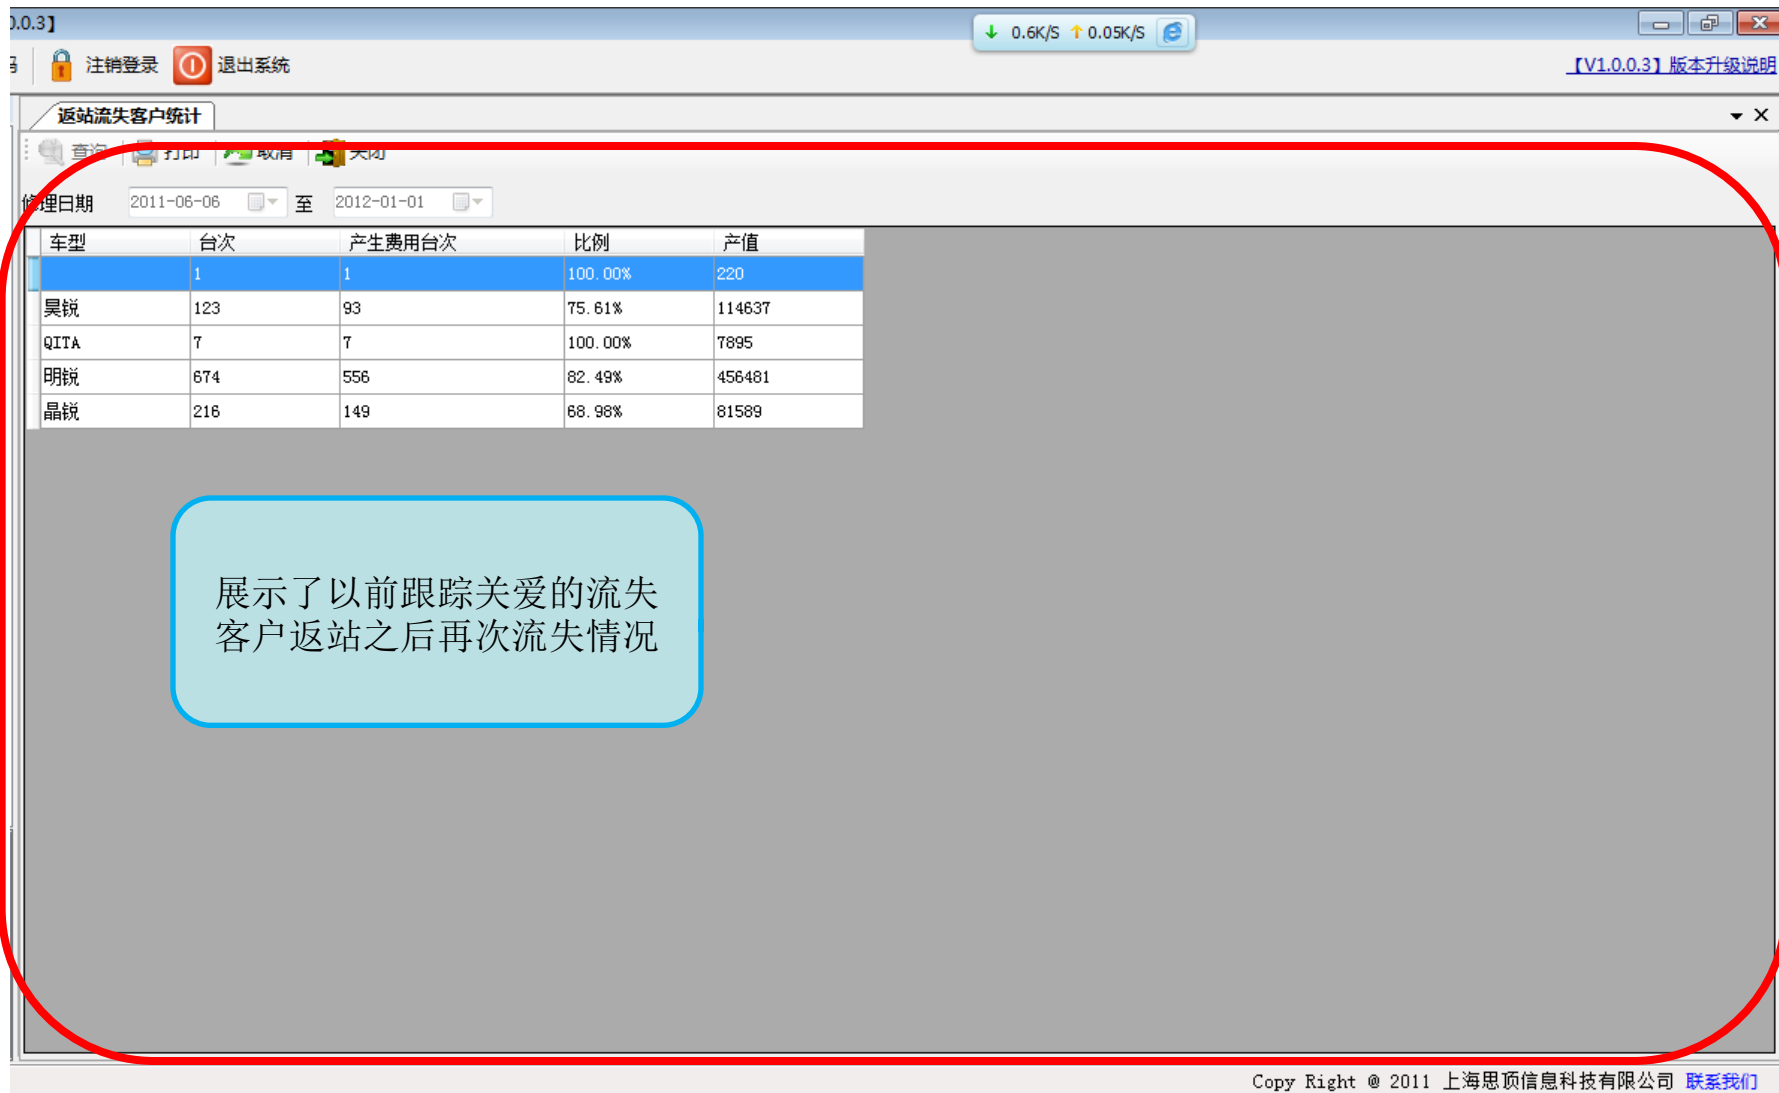 0.0.3】
↓ 0.6K/S ↑ 0.05K/S
注销登录 退出系统 【V1.0.0.3】版本升级说明
返站流失客户统计
查询 打印 取消 关闭
修理日期 2011-06-06 至 2012-01-01
车型 台次 产生费用台次 比例 产值
1 1 100.00% 220
昊锐 123 93 75.61% 114637
QITA 7 7 100.00% 7895
明锐 674 556 82.49% 456481
晶锐 216 149 68.98% 81589
展示了以前跟踪关爱的流失
客户返站之后再次流失情况
Copy Right @ 2011 上海思顶信息科技有限公司 联系我们